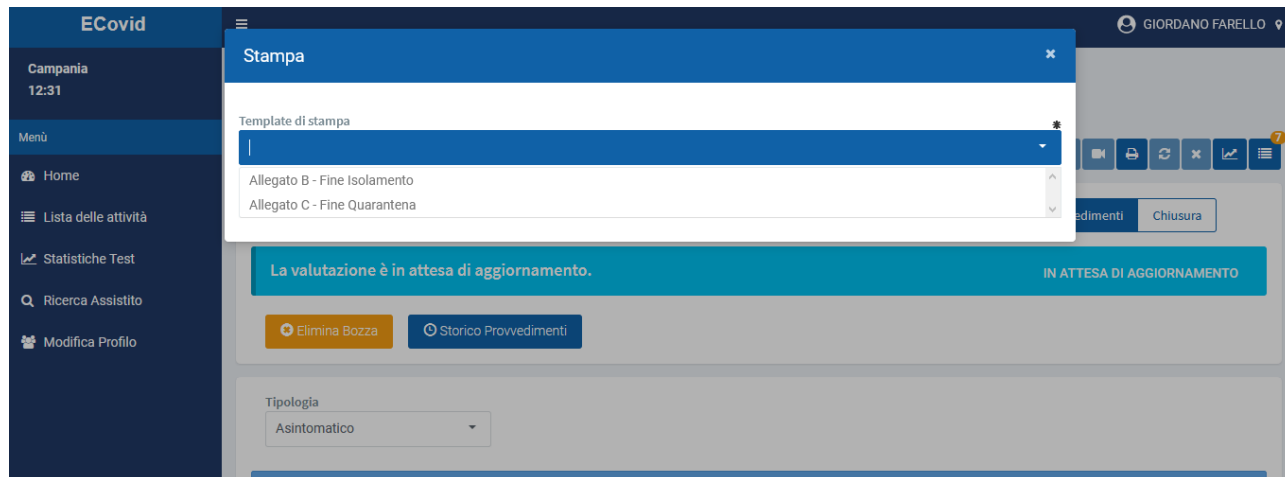 ECovid
GIORDANO FARELLO
Campania
12:31
Menù
Home
Lista delle attività
Statistiche Test
Ricerca Assistito
Modifica Profilo
Stampa
Template di stampa
Allegato B - Fine Isolamento
Allegato C - Fine Quarantena
7
Chiusura
La valutazione è in attesa di aggiornamento.
IN ATTESA DI AGGIORNAMENTO
Elimina Bozza
Storico Provvedimenti
Tipologia
Asintomatico